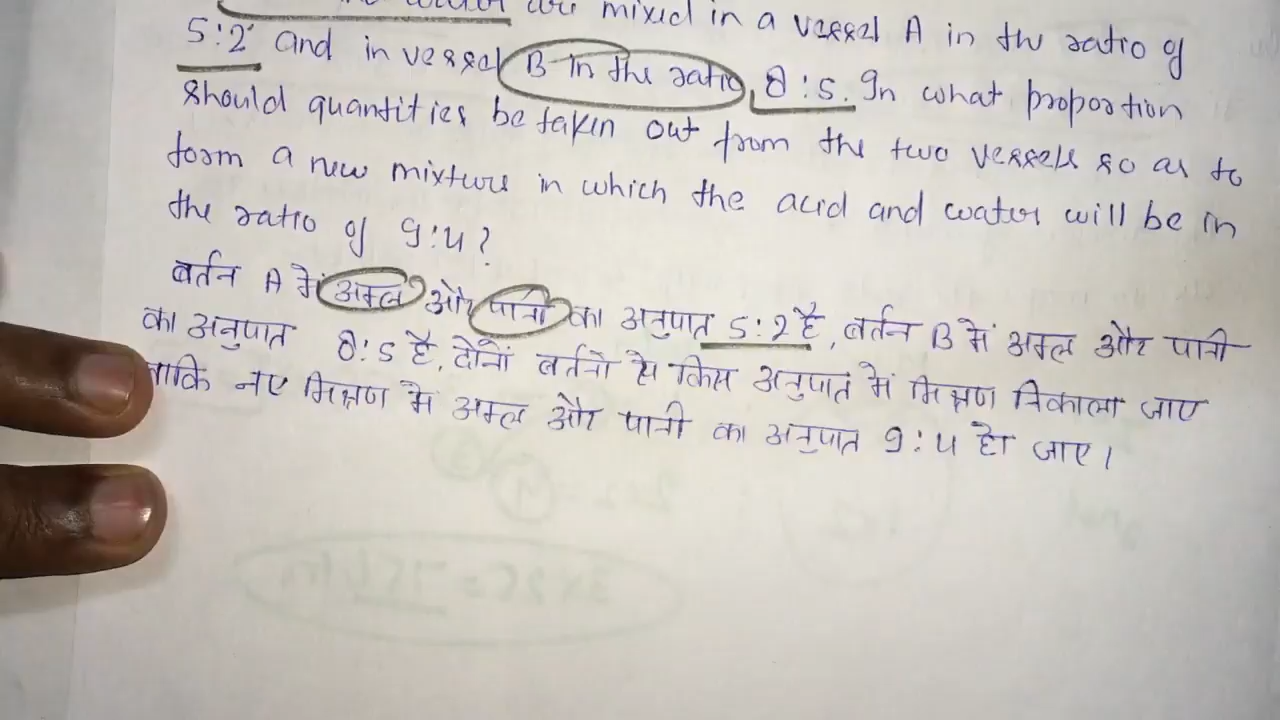 water are mixed in a vessel A in the ratio of
5:2 and in vessel B in the ratio 8:5. In what proportion
should quantities be taken out from the two vessels so as to
form a new mixture in which the acid and water will be in
the ratio of 9:4?
बर्तन A में अम्ल और पानी का अनुपात 5:2 है, बर्तन B में अम्ल और पानी
का अनुपात 8:5 है, दोनों बर्तनो से किस अनुपात में मिश्रण निकाला जाए
ताकि नए मिश्रण में अम्ल और पानी का अनुपात 9:4 हो जाए।